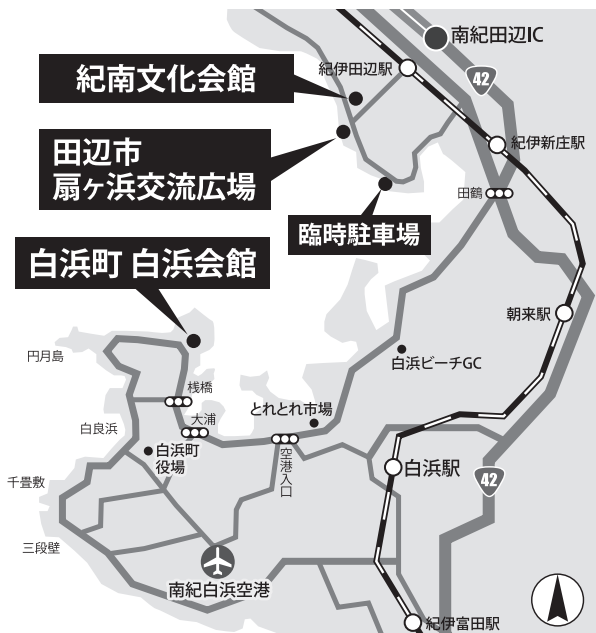 南紀田辺IC
紀伊田辺駅
42
紀南文化会館
田辺市
扇ヶ浜交流広場
紀伊新庄駅
田鶴
臨時駐車場
白浜町 白浜会館
朝来駅
円月島
白浜ビーチGC
桟橋
とれとれ市場
大浦
白良浜
白浜町
役場
空港入口
白浜駅
42
千畳敷
三段壁
南紀白浜空港
紀伊富田駅